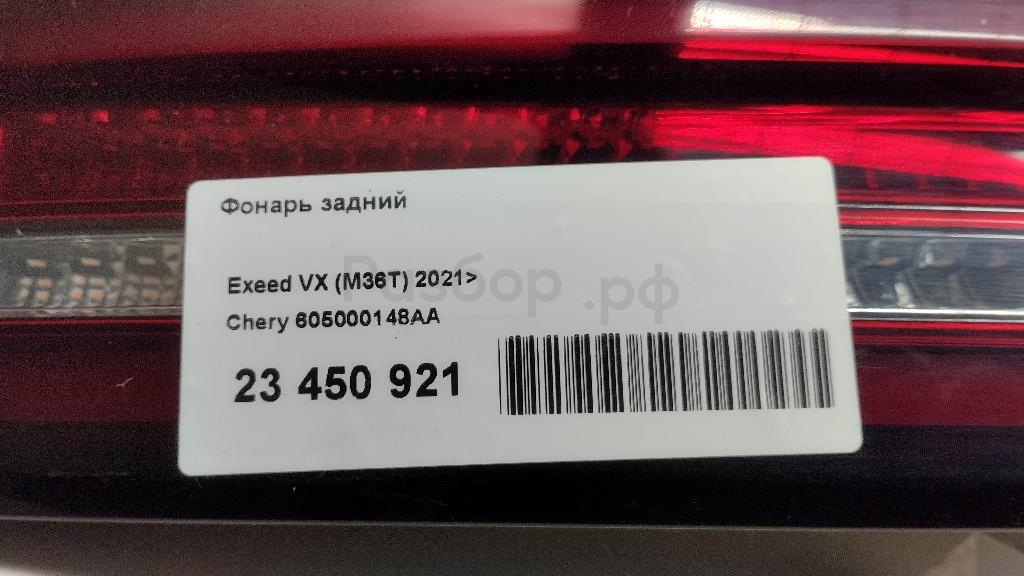 Фонарь задний
Exeed VX (M36T) 2021>
Разбор.рф
Chery 605000148AA
23 450 921